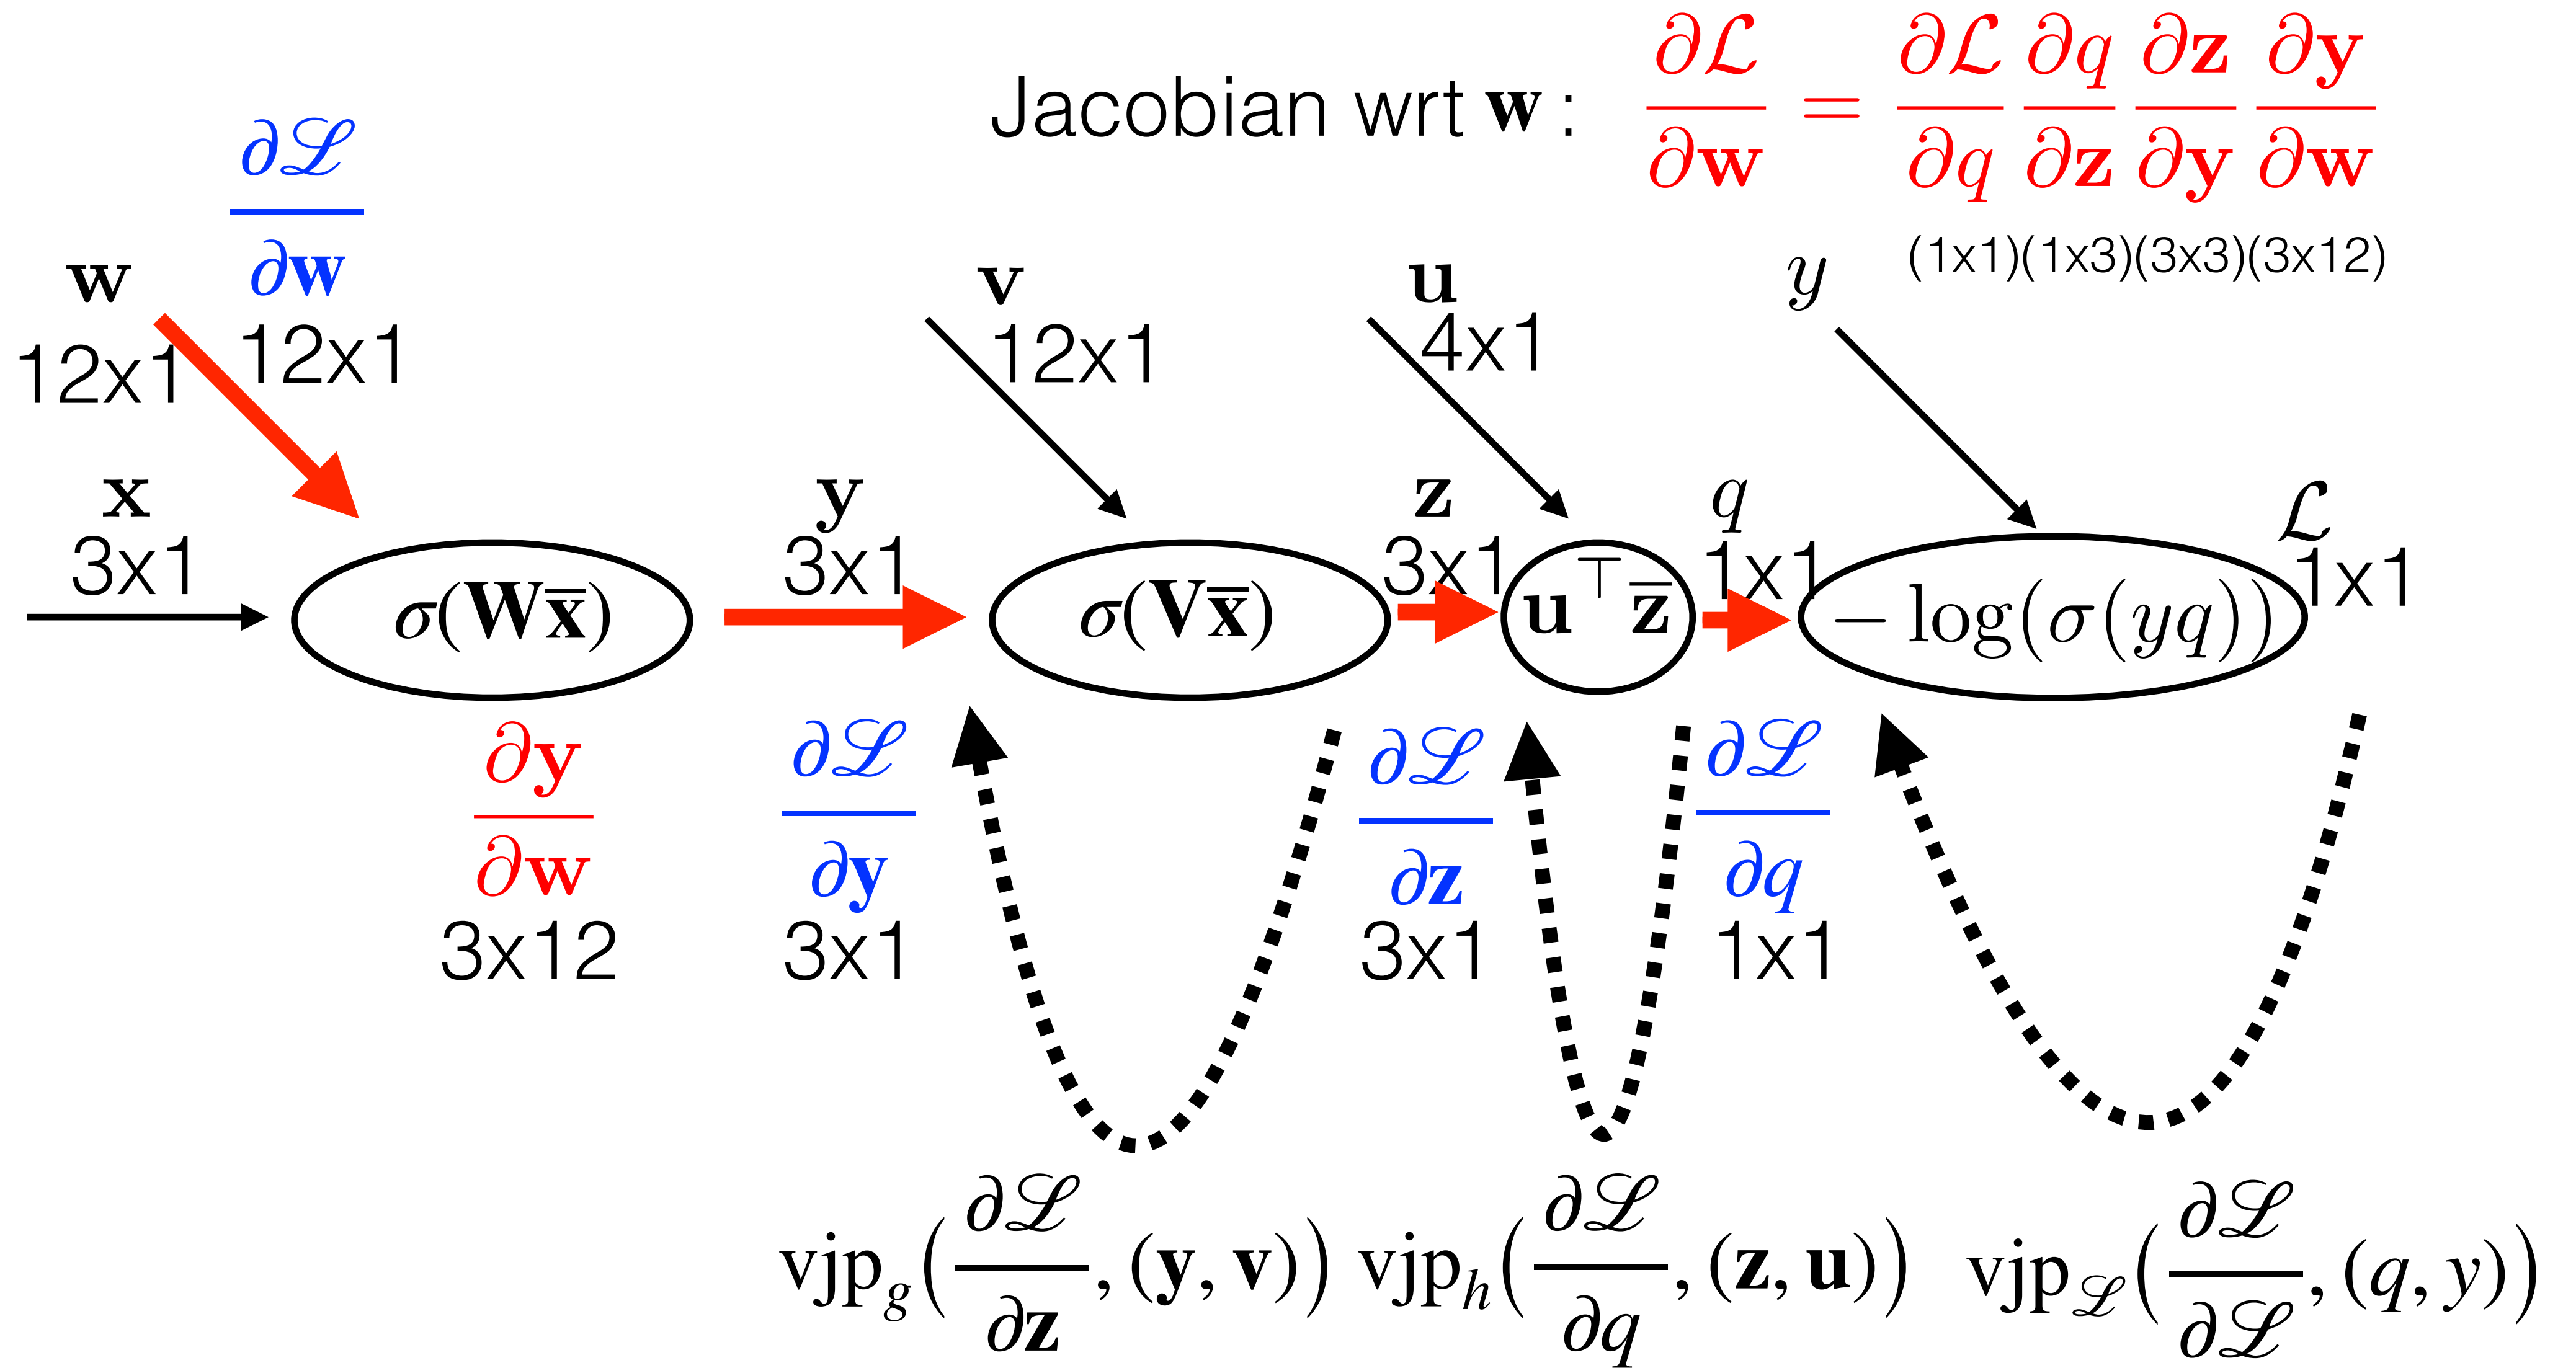 Jacobian wrt 𝐰 : ∂ℒ/∂𝐰 = ∂ℒ/∂q ∂q/∂𝐳 ∂𝐳/∂𝐲 ∂𝐲/∂𝐰
(1x1)(1x3)(3x3)(3x12)
∂ℒ/∂𝐰
12x1
𝐰
12x1
𝐯
12x1
𝐮
4x1
y
𝐱
3x1
𝐲
3x1
𝐳
3x1
q
1x1
ℒ
1x1
σ(𝐖𝐱̅)
σ(𝐕𝐱̅)
𝐮⊤𝐳̅
− log(σ(yq))
∂𝐲/∂𝐰
3x12
∂ℒ/∂𝐲
3x1
∂ℒ/∂𝐳
3x1
∂ℒ/∂q
1x1
vjp_g(∂ℒ/∂𝐳, (𝐲, 𝐯)) vjp_h(∂ℒ/∂q, (𝐳, 𝐮)) vjp_ℒ(∂ℒ/∂ℒ, (q, y))